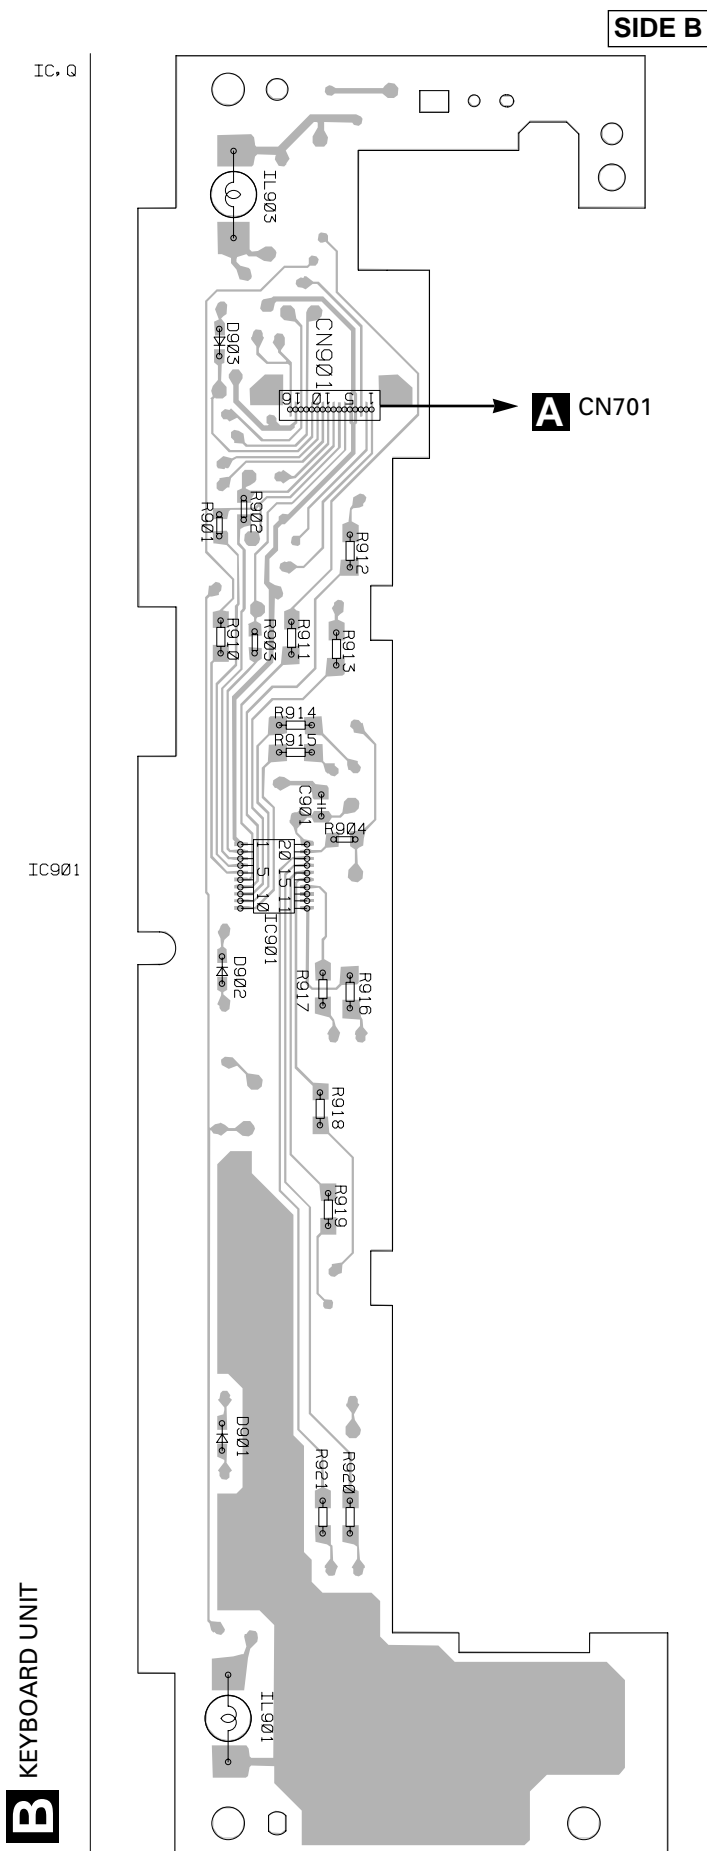 SIDE B
IC, Q
IL903
D903
CN901
16 10 5 1
A CN701
R902
R901
R912
R910
R903
R911
R913
R914
R915
C901
R904
IC901
1 20
5 15
10 11
IC901
D902
R917
R916
R918
R919
D901
R921
R920
IL901
B KEYBOARD UNIT